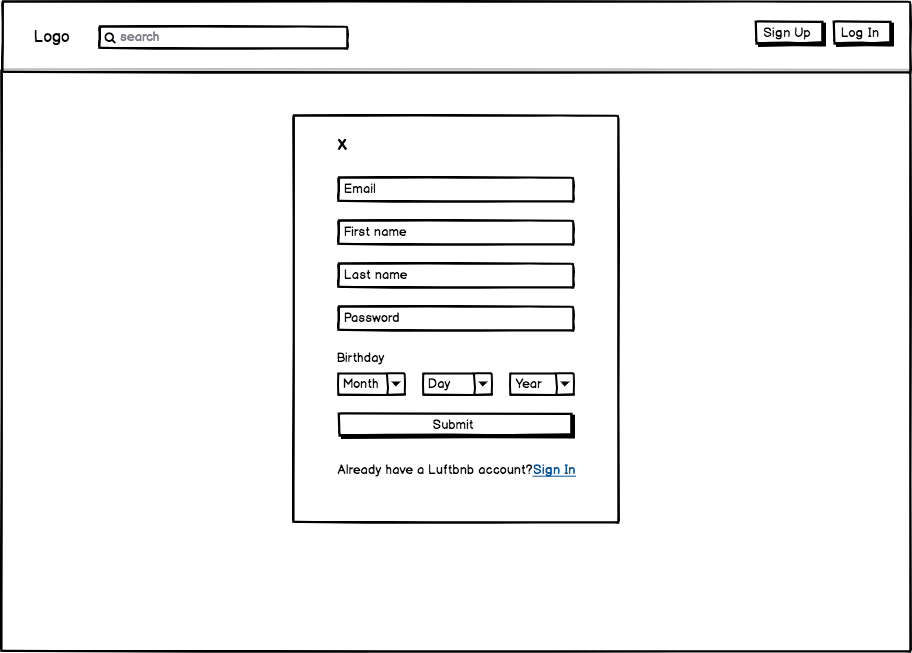 Logo
search
Sign Up
Log In
X
Email
First name
Last name
Password
Birthday
Month
Day
Year
Submit
Already have a Luftbnb account?Sign In